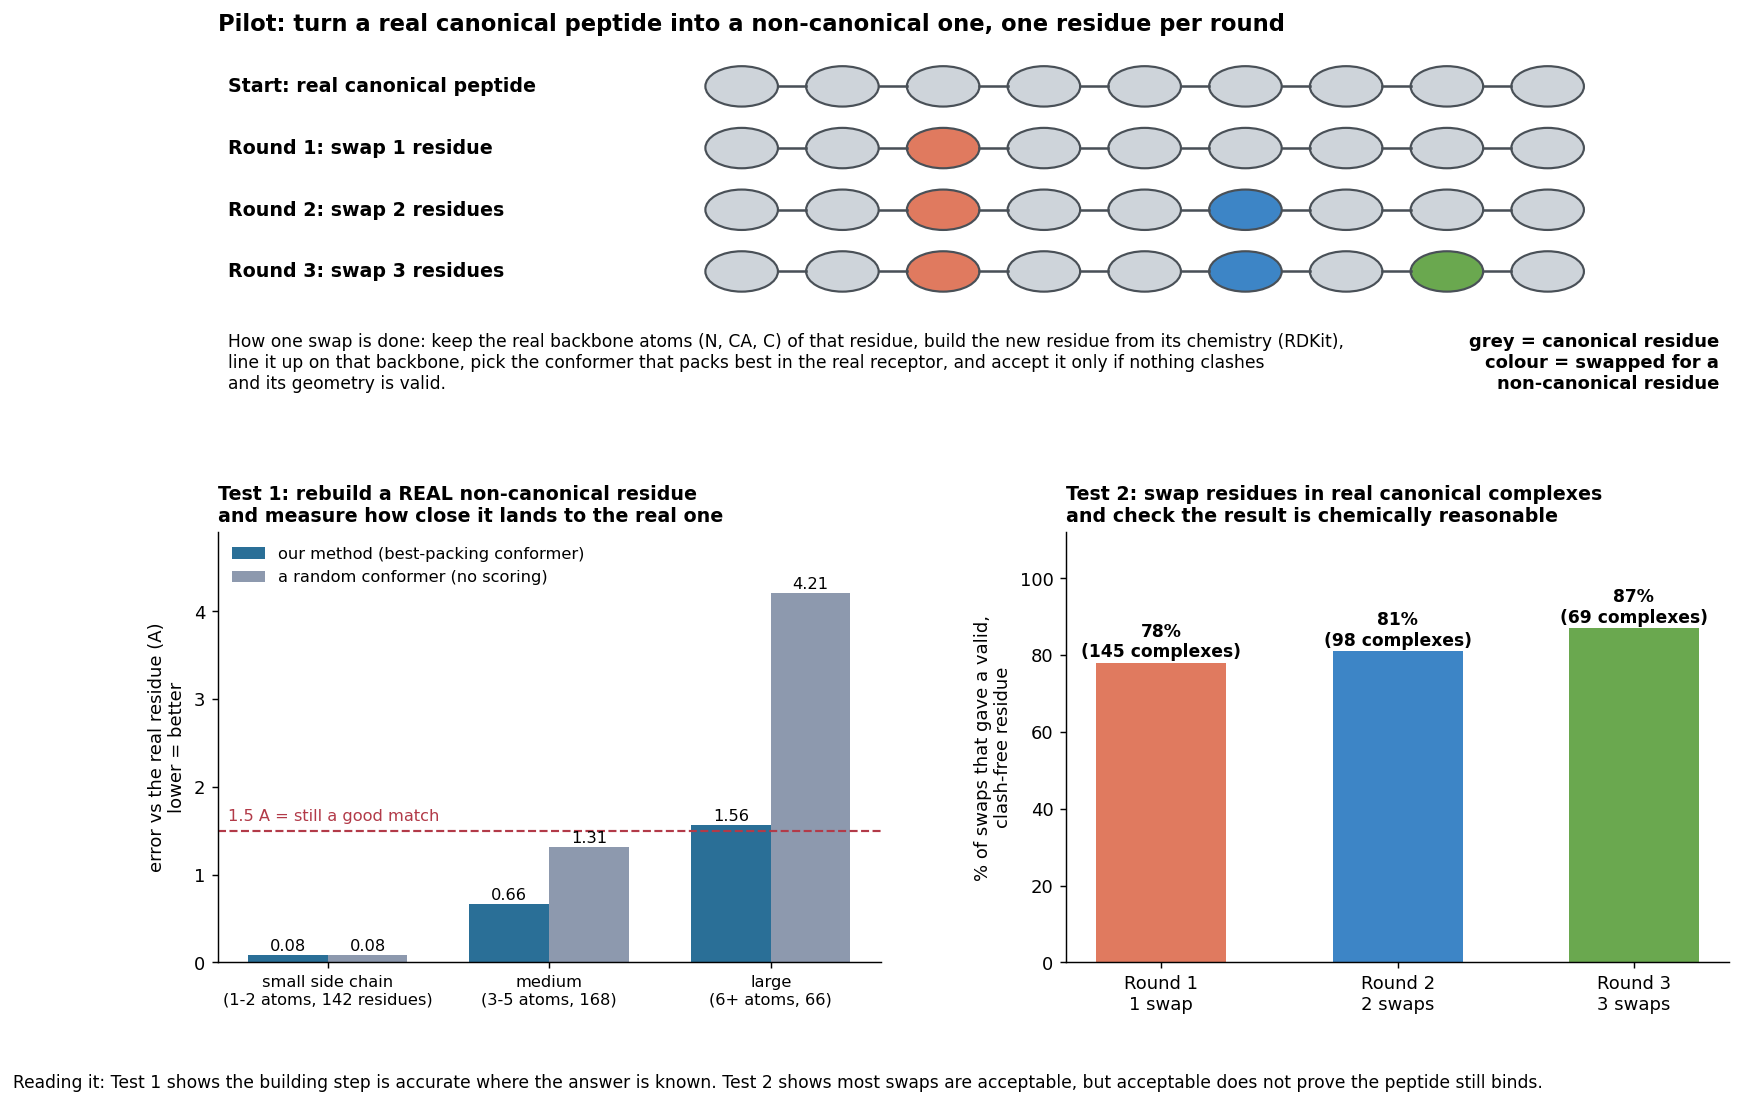 Pilot: turn a real canonical peptide into a non-canonical one, one residue per round
Start: real canonical peptide
Round 1: swap 1 residue
Round 2: swap 2 residues
Round 3: swap 3 residues
How one swap is done: keep the real backbone atoms (N, CA, C) of that residue, build the new residue from its chemistry (RDKit),
line it up on that backbone, pick the conformer that packs best in the real receptor, and accept it only if nothing clashes
and its geometry is valid.
grey = canonical residue
colour = swapped for a
non-canonical residue
Test 1: rebuild a REAL non-canonical residue
and measure how close it lands to the real one
our method (best-packing conformer)
a random conformer (no scoring)
error vs the real residue (A)
lower = better
4
3
2
1
0
1.5 A = still a good match
0.08
0.08
0.66
1.31
1.56
4.21
small side chain
(1-2 atoms, 142 residues)
medium
(3-5 atoms, 168)
large
(6+ atoms, 66)
Test 2: swap residues in real canonical complexes
and check the result is chemically reasonable
% of swaps that gave a valid,
clash-free residue
100
80
60
40
20
0
78%
(145 complexes)
81%
(98 complexes)
87%
(69 complexes)
Round 1
1 swap
Round 2
2 swaps
Round 3
3 swaps
Reading it: Test 1 shows the building step is accurate where the answer is known. Test 2 shows most swaps are acceptable, but acceptable does not prove the peptide still binds.